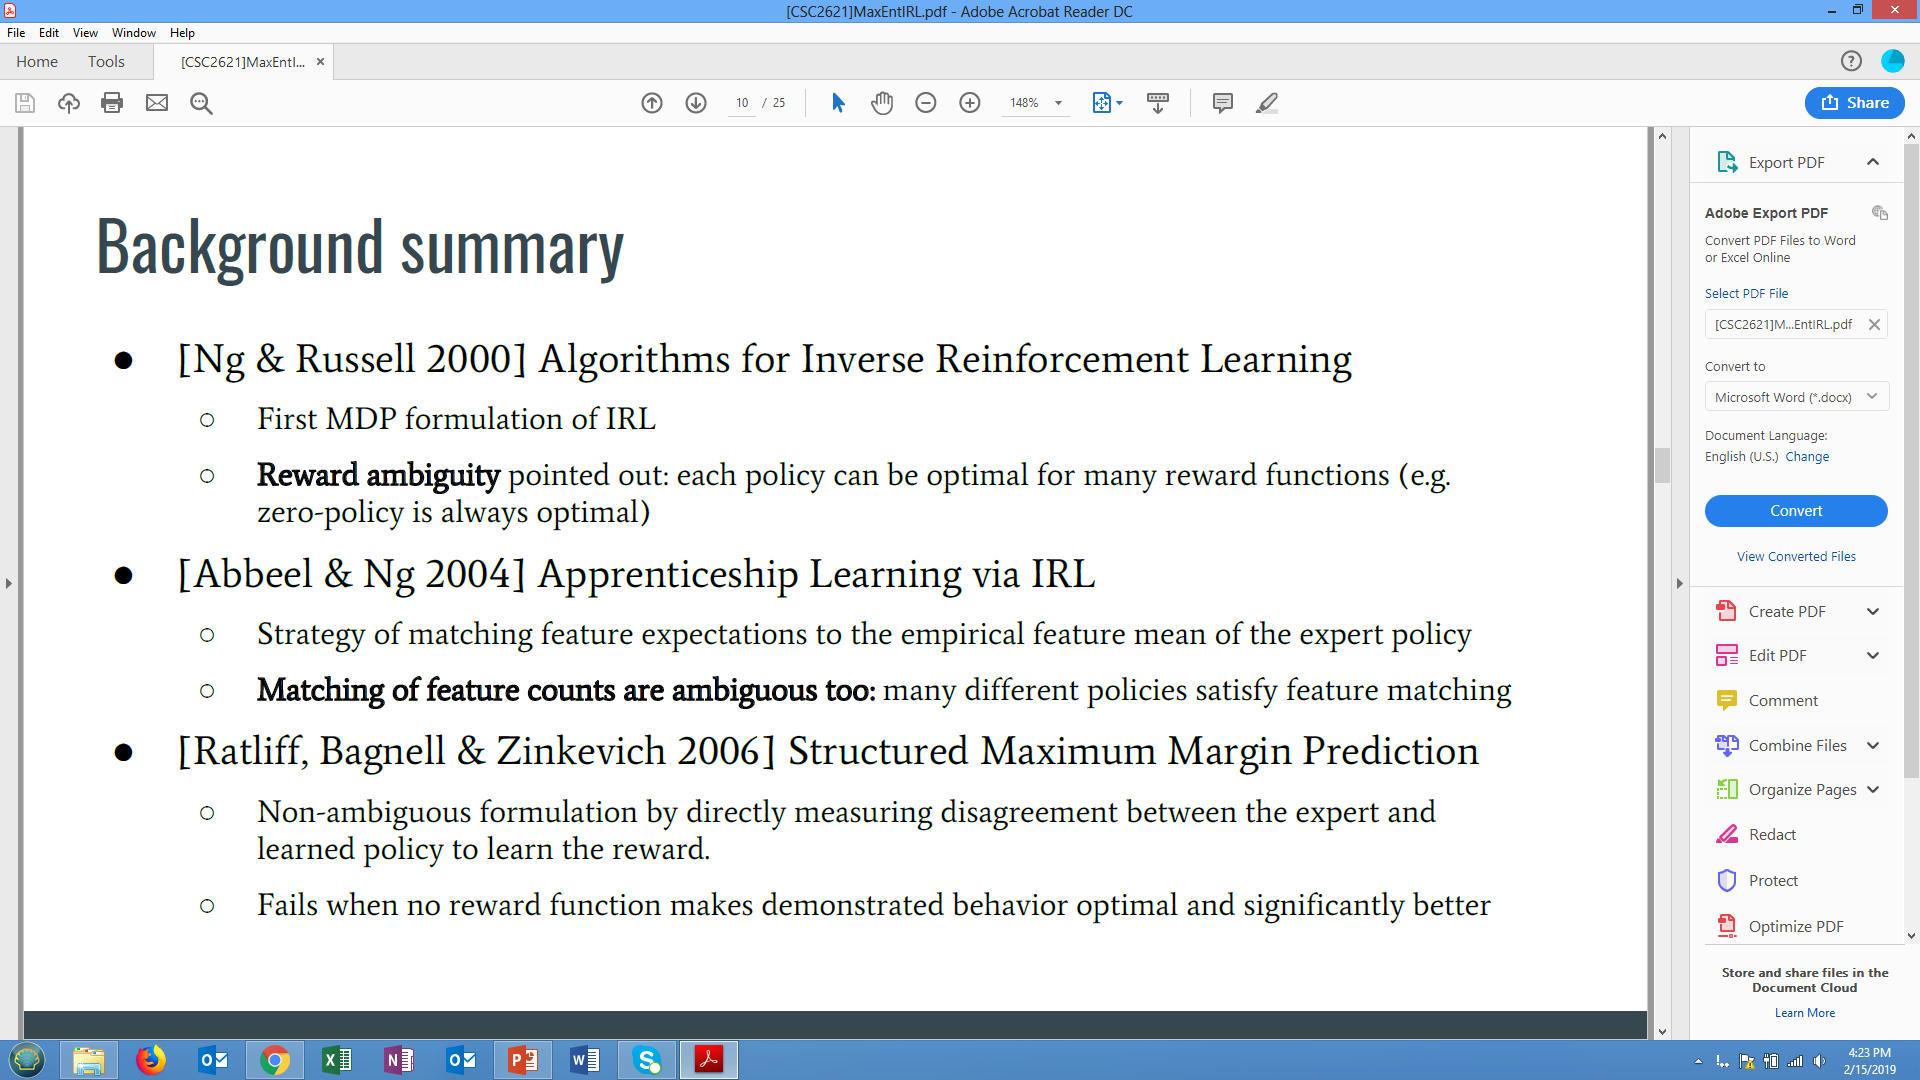 [CSC2621]MaxEntIRL.pdf - Adobe Acrobat Reader DC
File Edit View Window Help
Home Tools [CSC2621]MaxEntI... ×
10 / 25 148% Share
Background summary
● [Ng & Russell 2000] Algorithms for Inverse Reinforcement Learning
○ First MDP formulation of IRL
○ Reward ambiguity pointed out: each policy can be optimal for many reward functions (e.g.
zero-policy is always optimal)
● [Abbeel & Ng 2004] Apprenticeship Learning via IRL
○ Strategy of matching feature expectations to the empirical feature mean of the expert policy
○ Matching of feature counts are ambiguous too: many different policies satisfy feature matching
● [Ratliff, Bagnell & Zinkevich 2006] Structured Maximum Margin Prediction
○ Non-ambiguous formulation by directly measuring disagreement between the expert and
learned policy to learn the reward.
○ Fails when no reward function makes demonstrated behavior optimal and significantly better
Export PDF
Adobe Export PDF
Convert PDF Files to Word
or Excel Online
Select PDF File
[CSC2621]M...EntIRL.pdf
Convert to
Microsoft Word (*.docx)
Document Language:
English (U.S.) Change
Convert
View Converted Files
Create PDF
Edit PDF
Comment
Combine Files
Organize Pages
Redact
Protect
Optimize PDF
Store and share files in the
Document Cloud
Learn More
4:23 PM
2/15/2019